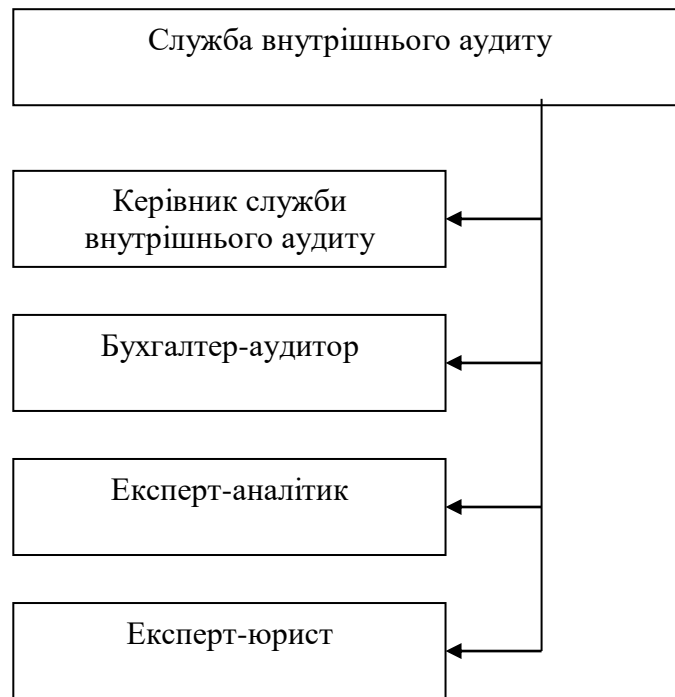 Служба внутрішнього аудиту
Керівник служби
внутрішнього аудиту
Бухгалтер-аудитор
Експерт-аналітик
Експерт-юрист